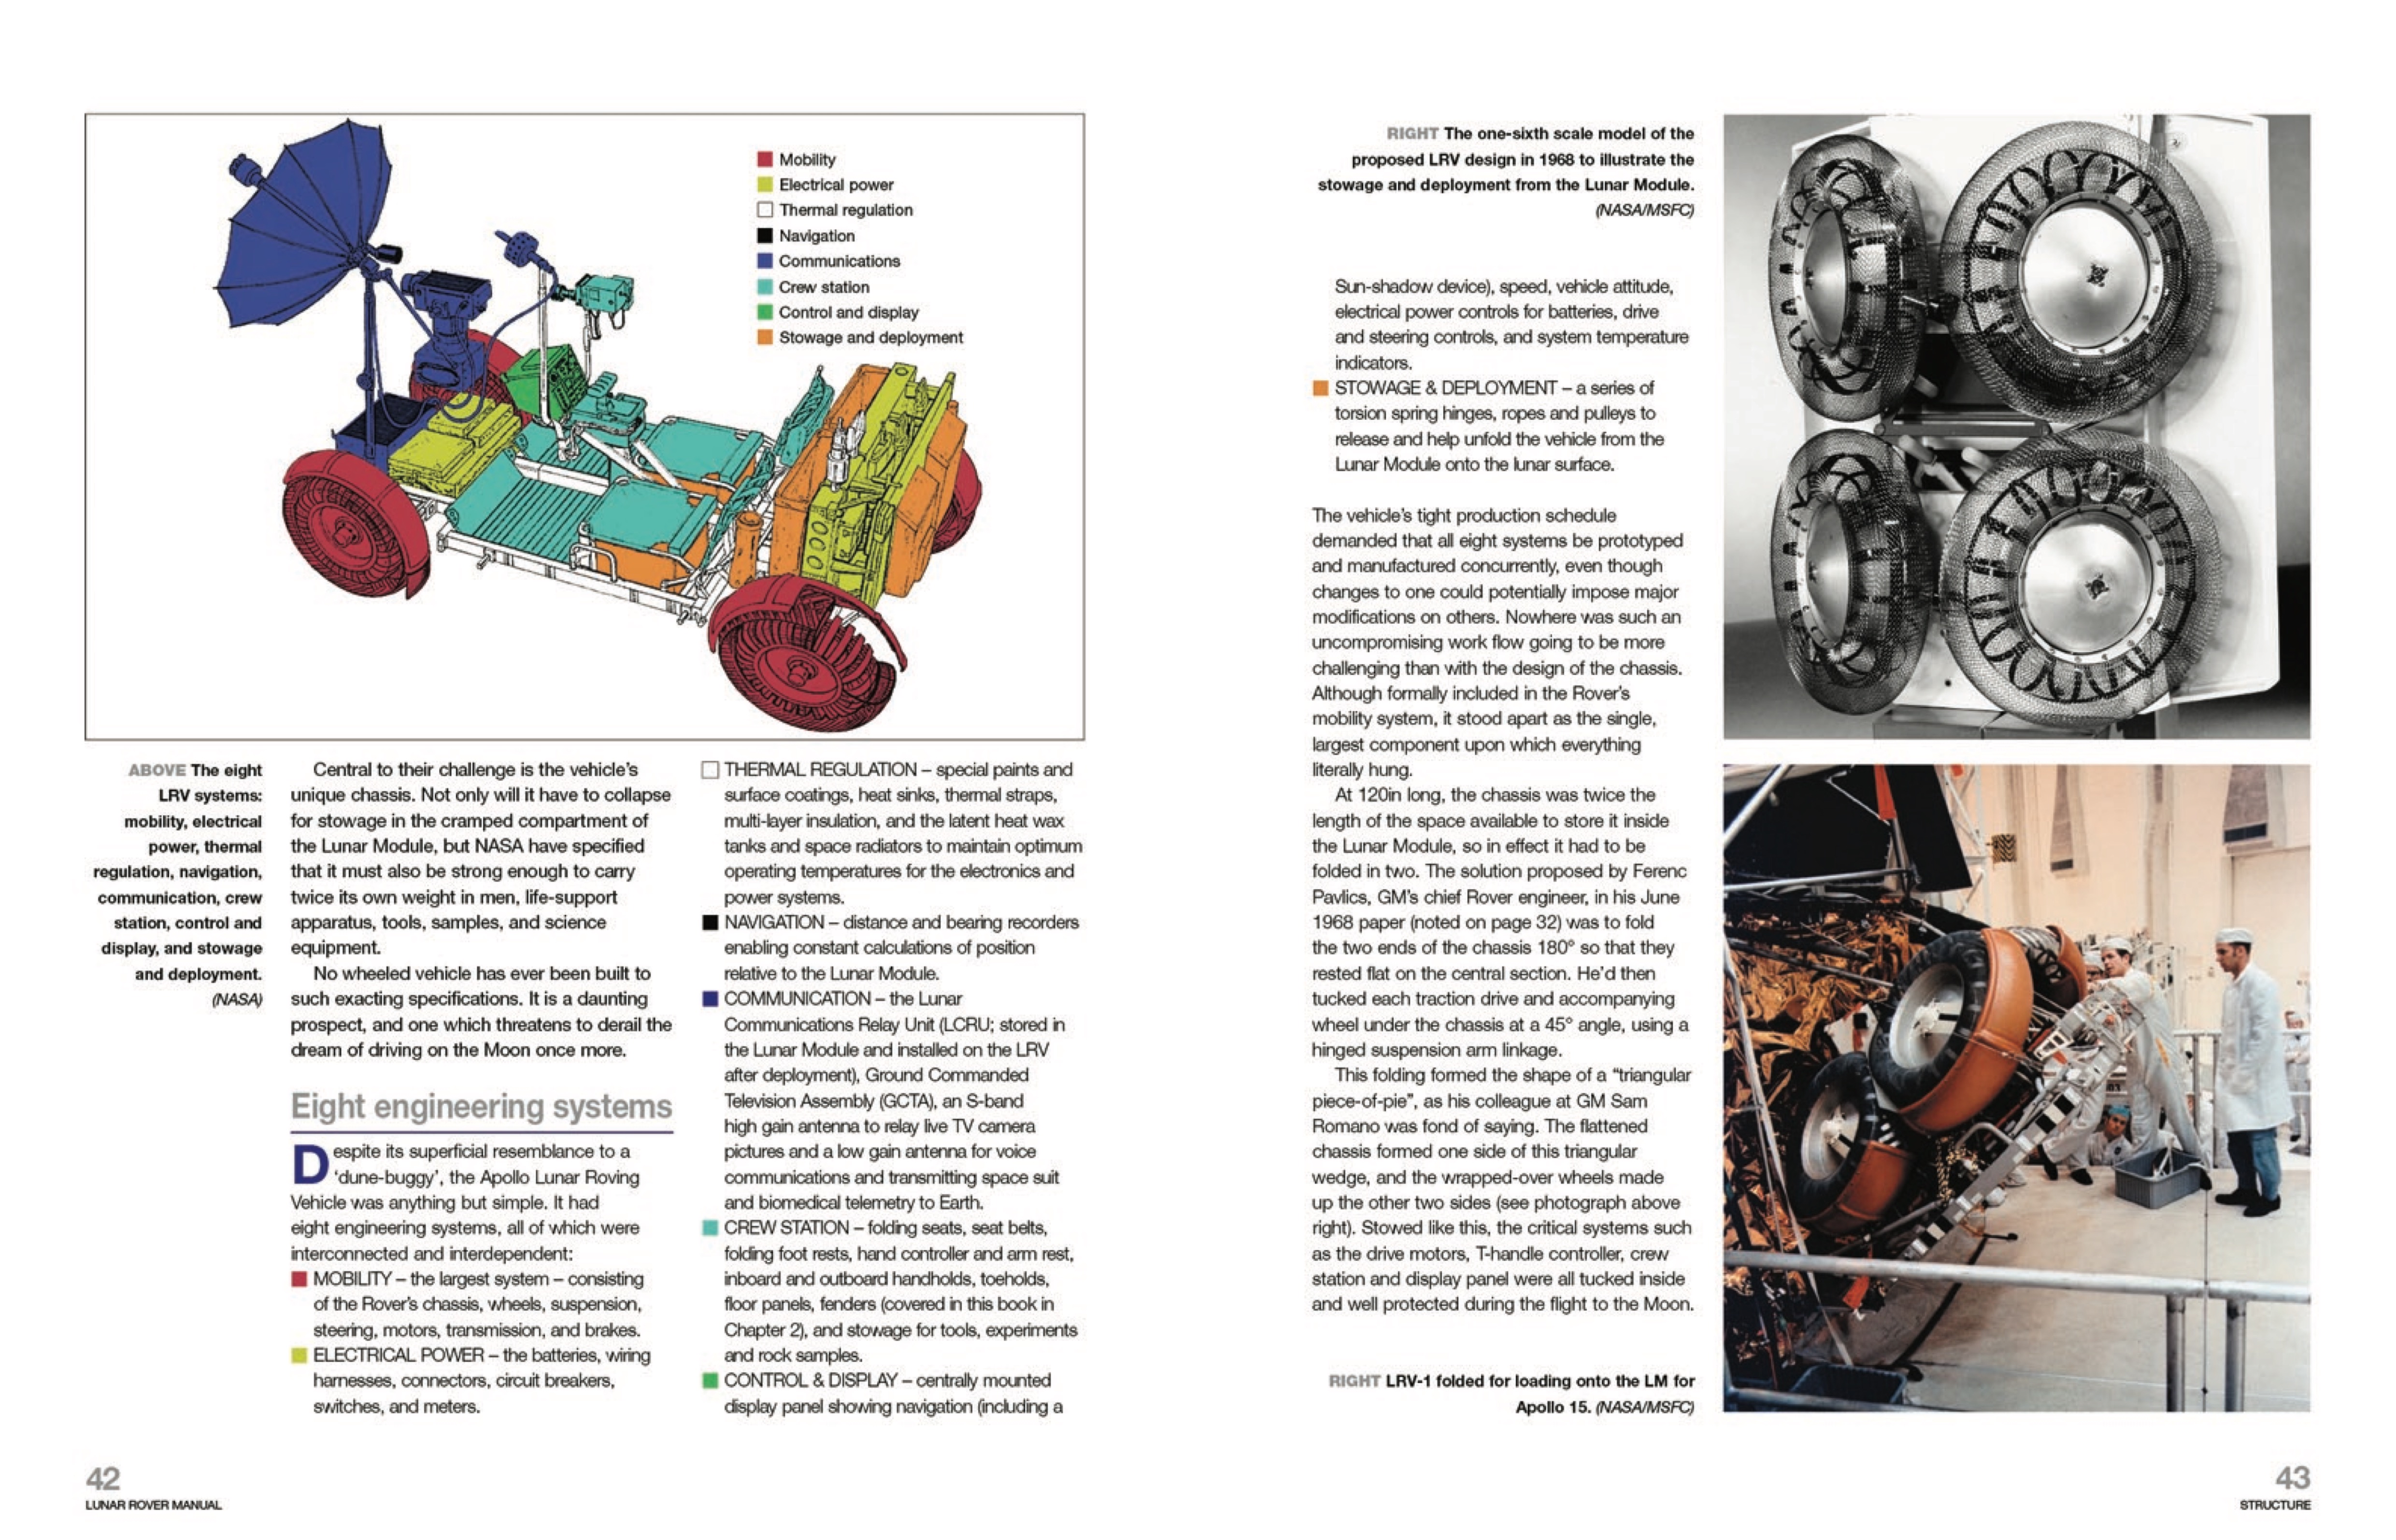 Mobility
Electrical power
Thermal regulation
Navigation
Communications
Crew station
Control and display
Stowage and deployment
ABOVE The eight
LRV systems:
mobility, electrical
power, thermal
regulation, navigation,
communication, crew
station, control and
display, and stowage
and deployment.
(NASA)
Central to their challenge is the vehicle's
unique chassis. Not only will it have to collapse
for stowage in the cramped compartment of
the Lunar Module, but NASA have specified
that it must also be strong enough to carry
twice its own weight in men, life-support
apparatus, tools, samples, and science
equipment.
No wheeled vehicle has ever been built to
such exacting specifications. It is a daunting
prospect, and one which threatens to derail the
dream of driving on the Moon once more.
Eight engineering systems
Despite its superficial resemblance to a
'dune-buggy', the Apollo Lunar Roving
Vehicle was anything but simple. It had
eight engineering systems, all of which were
interconnected and interdependent:
MOBILITY – the largest system – consisting
of the Rover's chassis, wheels, suspension,
steering, motors, transmission, and brakes.
ELECTRICAL POWER – the batteries, wiring
harnesses, connectors, circuit breakers,
switches, and meters.
THERMAL REGULATION – special paints and
surface coatings, heat sinks, thermal straps,
multi-layer insulation, and the latent heat wax
tanks and space radiators to maintain optimum
operating temperatures for the electronics and
power systems.
NAVIGATION – distance and bearing recorders
enabling constant calculations of position
relative to the Lunar Module.
COMMUNICATION – the Lunar
Communications Relay Unit (LCRU; stored in
the Lunar Module and installed on the LRV
after deployment), Ground Commanded
Television Assembly (GCTA), an S-band
high gain antenna to relay live TV camera
pictures and a low gain antenna for voice
communications and transmitting space suit
and biomedical telemetry to Earth.
CREW STATION – folding seats, seat belts,
folding foot rests, hand controller and arm rest,
inboard and outboard handholds, toeholds,
floor panels, fenders (covered in this book in
Chapter 2), and stowage for tools, experiments
and rock samples.
CONTROL & DISPLAY – centrally mounted
display panel showing navigation (including a
42
LUNAR ROVER MANUAL
RIGHT The one-sixth scale model of the
proposed LRV design in 1968 to illustrate the
stowage and deployment from the Lunar Module.
(NASA/MSFC)
Sun-shadow device), speed, vehicle attitude,
electrical power controls for batteries, drive
and steering controls, and system temperature
indicators.
STOWAGE & DEPLOYMENT – a series of
torsion spring hinges, ropes and pulleys to
release and help unfold the vehicle from the
Lunar Module onto the lunar surface.
The vehicle's tight production schedule
demanded that all eight systems be prototyped
and manufactured concurrently, even though
changes to one could potentially impose major
modifications on others. Nowhere was such an
uncompromising work flow going to be more
challenging than with the design of the chassis.
Although formally included in the Rover's
mobility system, it stood apart as the single,
largest component upon which everything
literally hung.
At 120in long, the chassis was twice the
length of the space available to store it inside
the Lunar Module, so in effect it had to be
folded in two. The solution proposed by Ferenc
Pavlics, GM's chief Rover engineer, in his June
1968 paper (noted on page 32) was to fold
the two ends of the chassis 180° so that they
rested flat on the central section. He'd then
tucked each traction drive and accompanying
wheel under the chassis at a 45° angle, using a
hinged suspension arm linkage.
This folding formed the shape of a "triangular
piece-of-pie", as his colleague at GM Sam
Romano was fond of saying. The flattened
chassis formed one side of this triangular
wedge, and the wrapped-over wheels made
up the other two sides (see photograph above
right). Stowed like this, the critical systems such
as the drive motors, T-handle controller, crew
station and display panel were all tucked inside
and well protected during the flight to the Moon.
RIGHT LRV-1 folded for loading onto the LM for
Apollo 15. (NASA/MSFC)
43
STRUCTURE